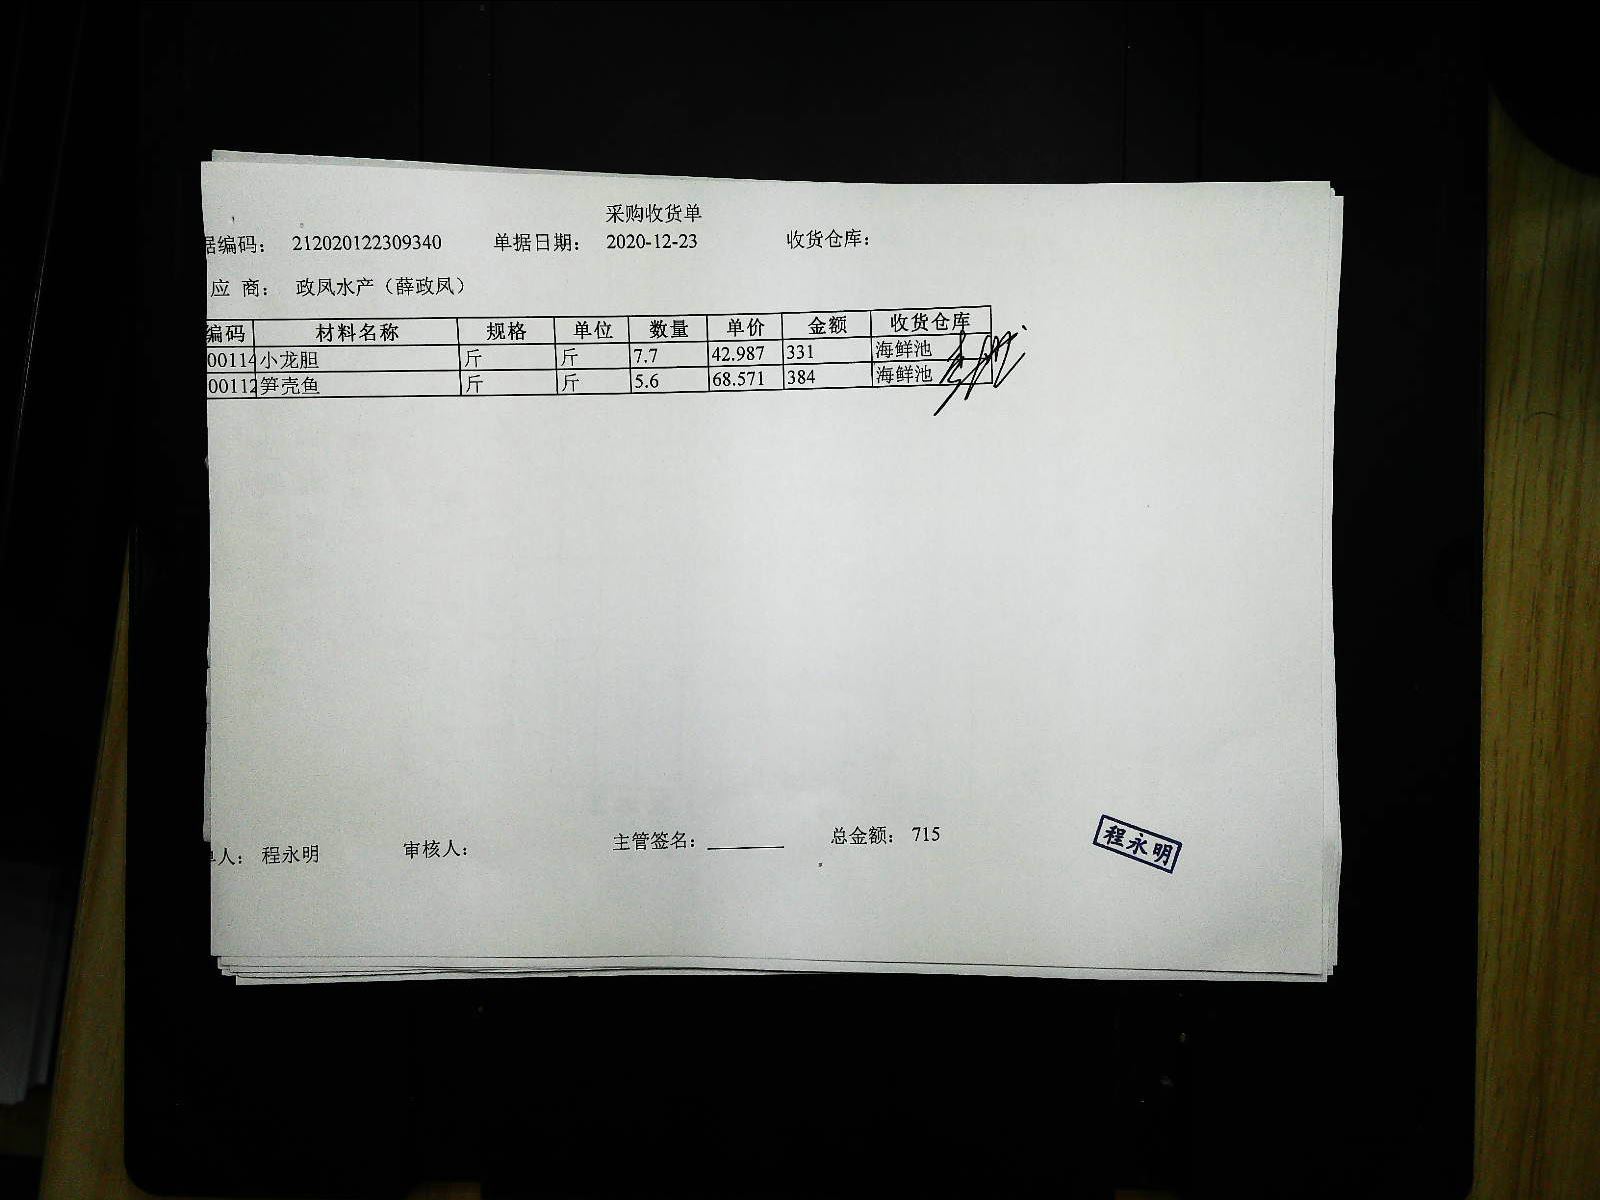 采购收货单
据编码： 212020122309340 单据日期： 2020-12-23 收货仓库：
应 商： 政凤水产（薛政凤）
编码 材料名称 规格 单位 数量 单价 金额 收货仓库
00114 小龙胆 斤 斤 7.7 42.987 331 海鲜池
00112 笋壳鱼 斤 斤 5.6 68.571 384 海鲜池
人： 程永明 审核人： 主管签名： 总金额： 715
程永明